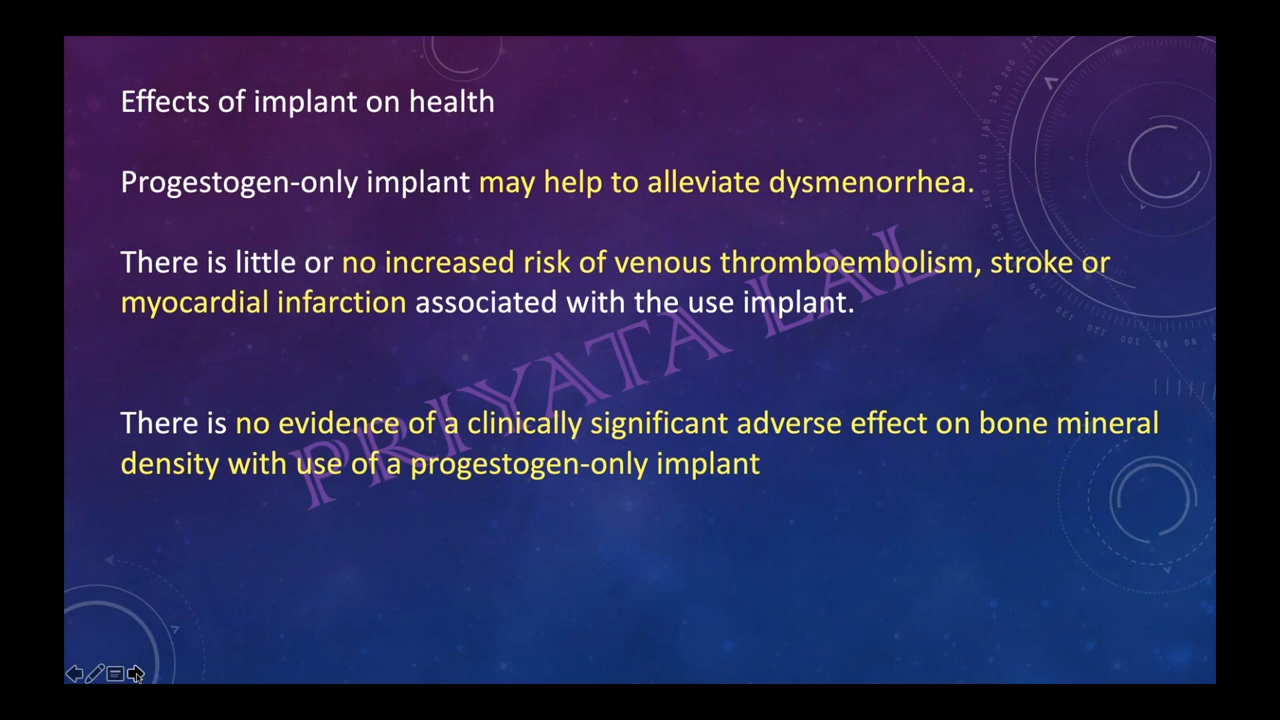 Effects of implant on health
Progestogen-only implant may help to alleviate dysmenorrhea.
There is little or no increased risk of venous thromboembolism, stroke or
myocardial infarction associated with the use implant.
There is no evidence of a clinically significant adverse effect on bone mineral
density with use of a progestogen-only implant
PRIYATA LAL